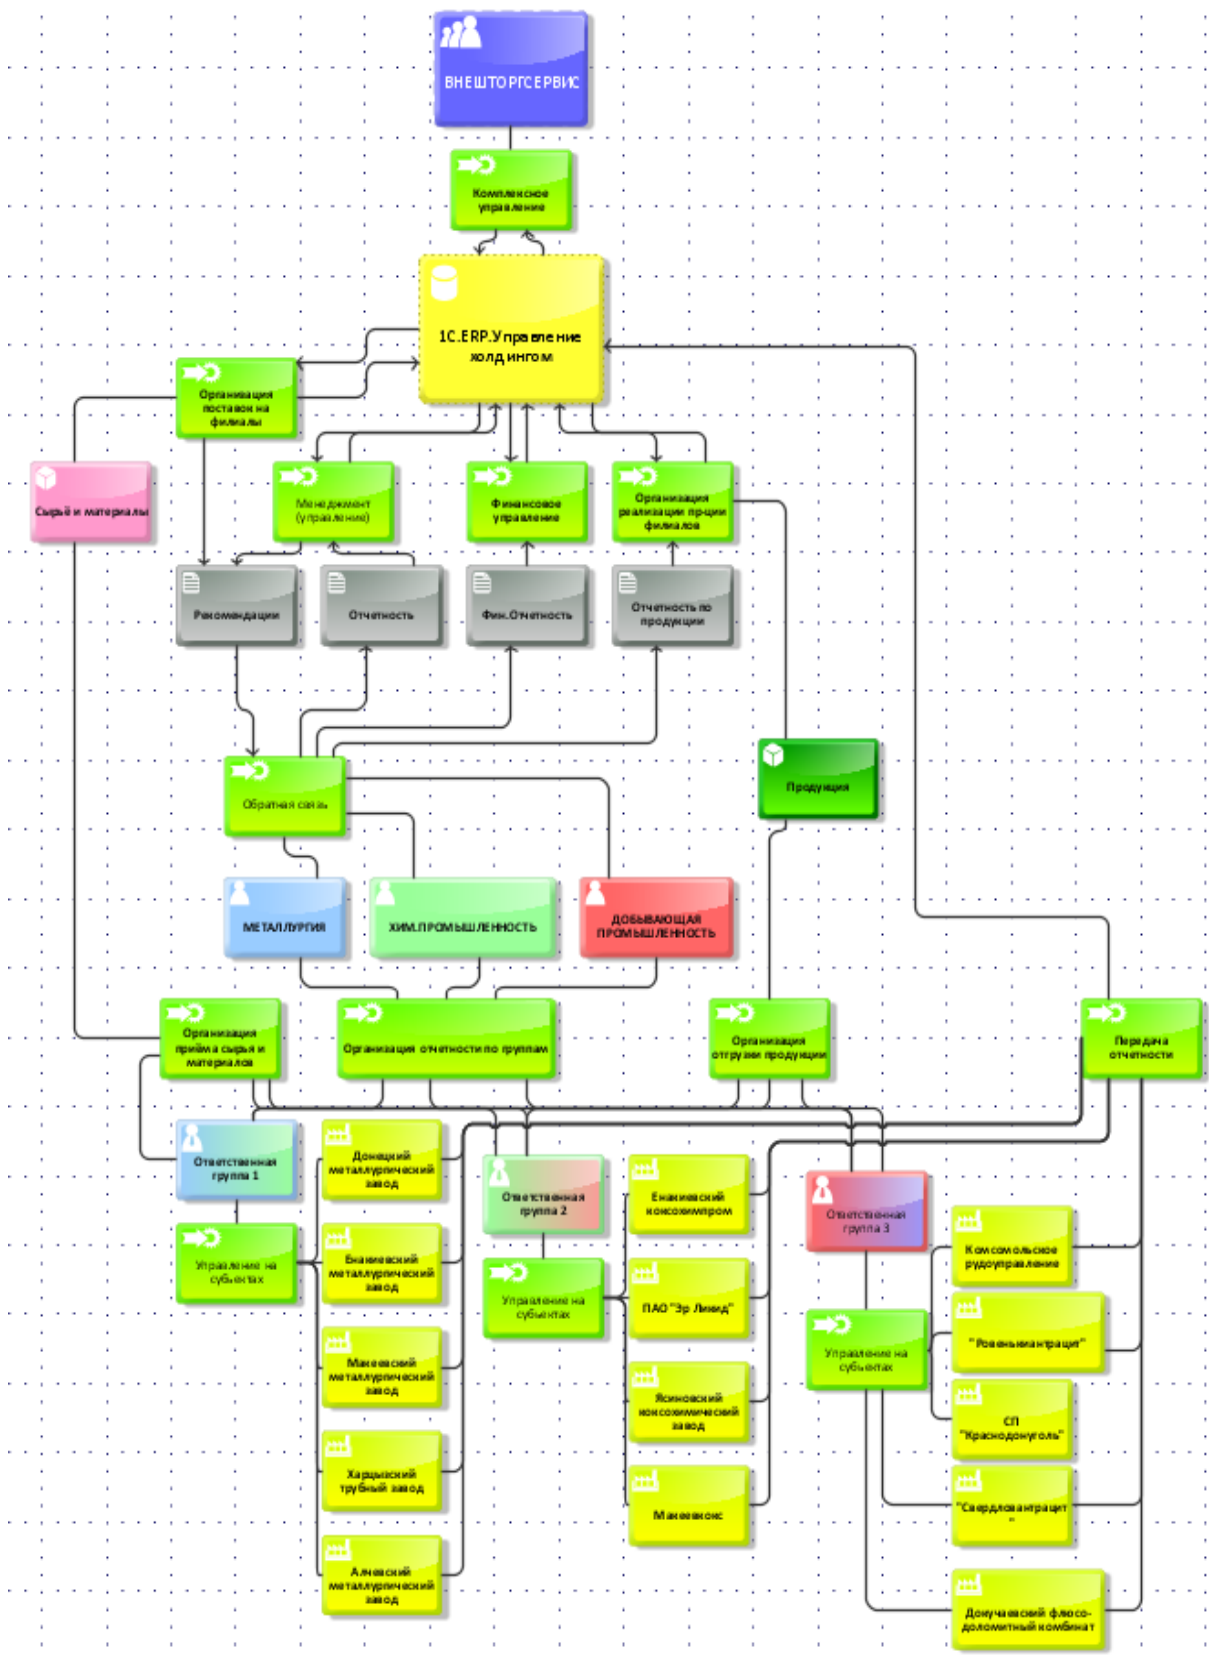 ВНЕШТОРГСЕРВИС
Комплексное
управление
1С.ERP.Управление
холдингом
Организация
поставок на
филиалы
Сырьё и материалы
Менеджмент
(управление)
Финансовое
управление
Организация
реализации пр-ции
филиалов
Рекомендации
Отчетность
Фин.Отчетность
Отчетность по
продукции
Обратная связь
Продукция
МЕТАЛЛУРГИЯ
ХИМ.ПРОМЫШЛЕННОСТЬ
ДОБЫВАЮЩАЯ
ПРОМЫШЛЕННОСТЬ
Организация
приёма сырья и
материалов
Организация отчетности по группам
Организация
отгрузки продукции
Передача
отчетности
Ответственная
группа 1
Управление на
субъектах
Донецкий
металлургический
завод
Енакиевский
металлургический
завод
Макеевский
металлургический
завод
Харцызский
трубный завод
Алчевский
металлургический
завод
Ответственная
группа 2
Управление на
субъектах
Енакиевский
коксохимпром
ПАО "Эр Ликид"
Ясиновский
коксохимический
завод
Макеевкокс
Ответственная
группа 3
Управление на
субъектах
Комсомольское
рудоуправление
"Ровенькиантрацит"
СП
"Краснодонуголь"
"Свердловантрацит
"
Докучаевский флюсо-
доломитный комбинат